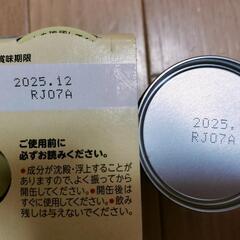 賞味期限
2025.12
RJ07A
ご使用前に
必ずお読みください。
●成分が沈殿・浮上することが
ありますので、よく振ってから
開缶してください。●開缶後は
すぐに使用してください。●飲み
残しは与えないでください。
2025.
RJ07A